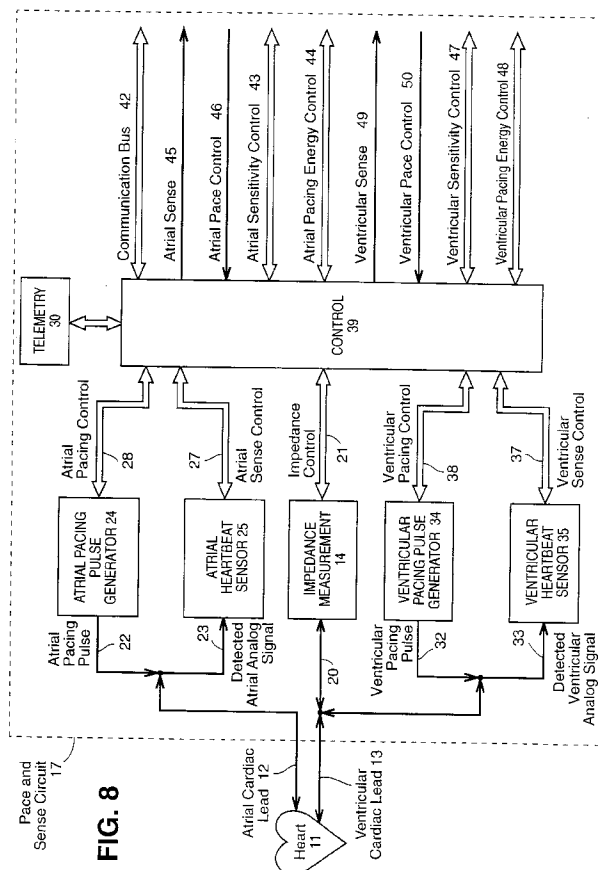 Pace and
Sense Circuit
17
FIG. 8
Heart
11
Atrial Cardiac
Lead 12
Ventricular
Cardiac Lead 13
Atrial
Pacing
Pulse
22
23
Detected
Atrial Analog Signal
20
Ventricular
Pacing
Pulse
32
33
Detected
Ventricular
Analog Signal
ATRIAL PACING
PULSE
GENERATOR 24
ATRIAL
HEARTBEAT
SENSOR 25
IMPEDANCE
MEASUREMENT
14
VENTRICULAR
PACING PULSE
GENERATOR 34
VENTRICULAR
HEARTBEAT
SENSOR 35
Atrial
Pacing Control
28
27
Atrial
Sense Control
Impedance
Control
21
Ventricular
Pacing Control
38
37
Ventricular
Sense Control
TELEMETRY
30
CONTROL
39
Communication Bus 42
Atrial Sense 45
Atrial Pace Control 46
Atrial Sensitivity Control 43
Atrial Pacing Energy Control 44
Ventricular Sense 49
Ventricular Pace Control 50
Ventricular Sensitivity Control 47
Ventricular Pacing Energy Control 48